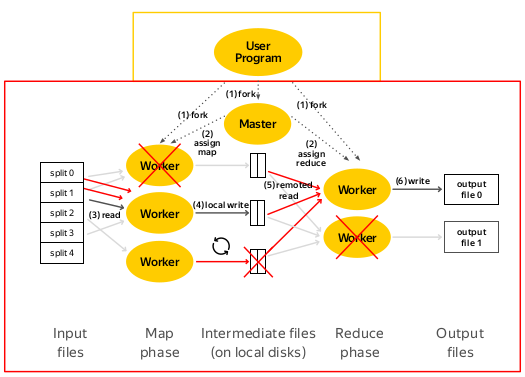 User
Program
(1) fork
(1) fork
(1) fork
Master
(2)
assign
map
(2)
assign
reduce
Worker
split 0
split 1
split 2
split 3
split 4
(5) remoted
read
Worker
(6) write
output
file 0
(3) read
Worker
(4) local write
Worker
output
file 1
Worker
Input
files
Map
phase
Intermediate files
(on local disks)
Reduce
phase
Output
files